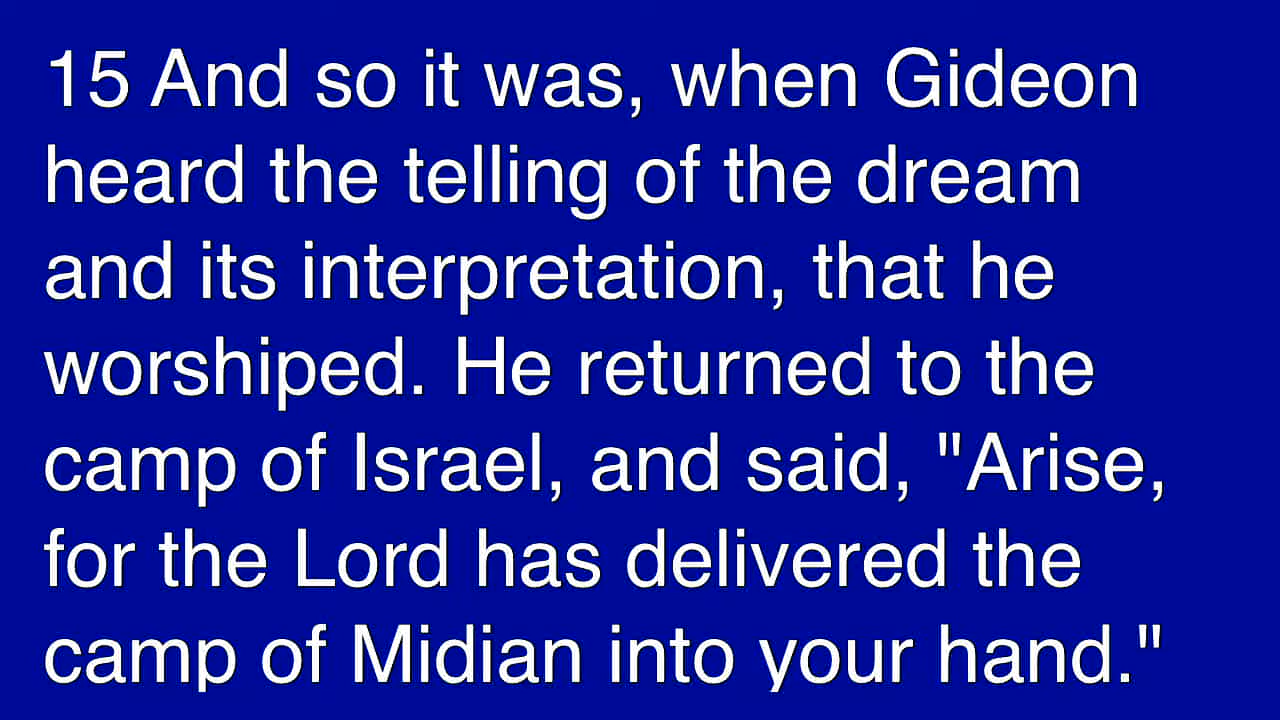 15 And so it was, when Gideon
heard the telling of the dream
and its interpretation, that he
worshiped. He returned to the
camp of Israel, and said, "Arise,
for the Lord has delivered the
camp of Midian into your hand."